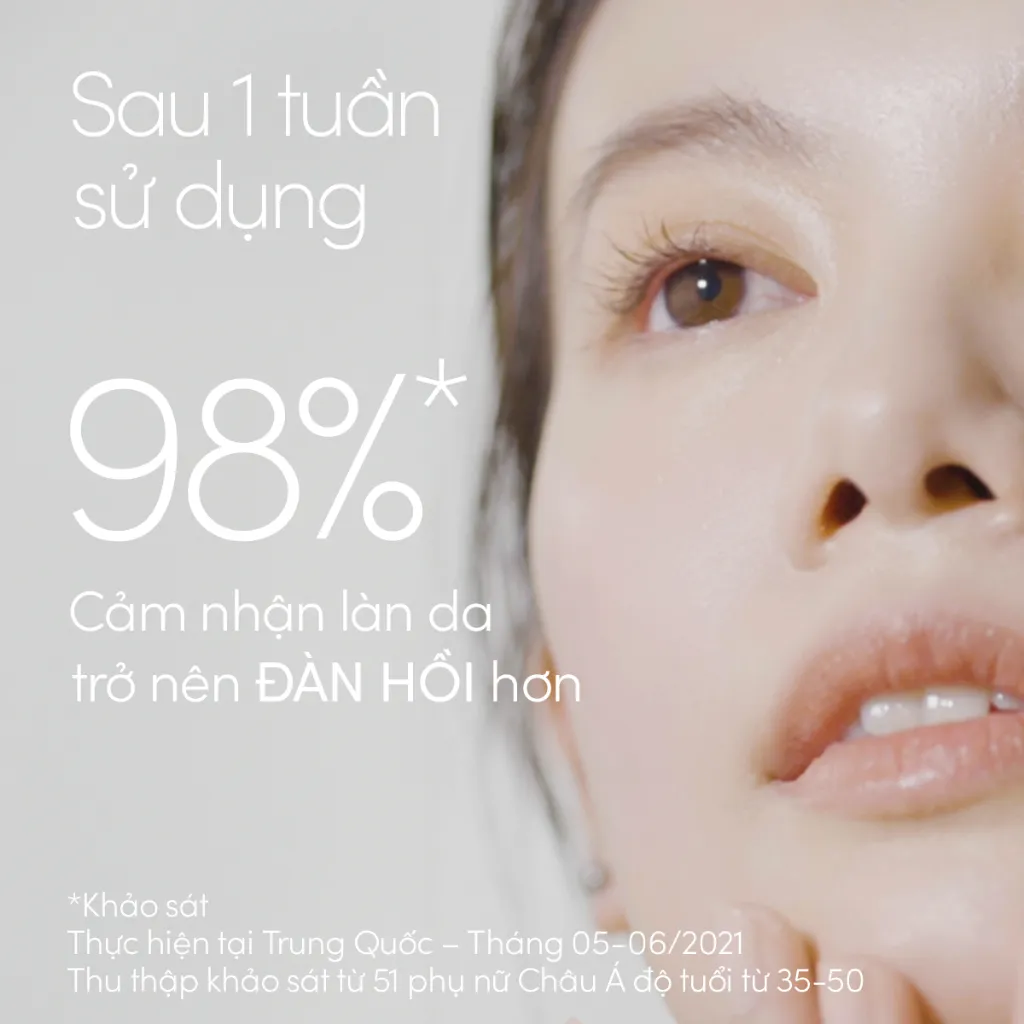 Sau 1 tuần
sử dụng
98%*
Cảm nhận làn da
trở nên ĐÀN HỒI hơn
*Khảo sát
Thực hiện tại Trung Quốc – Tháng 05-06/2021
Thu thập khảo sát từ 51 phụ nữ Châu Á độ tuổi từ 35-50